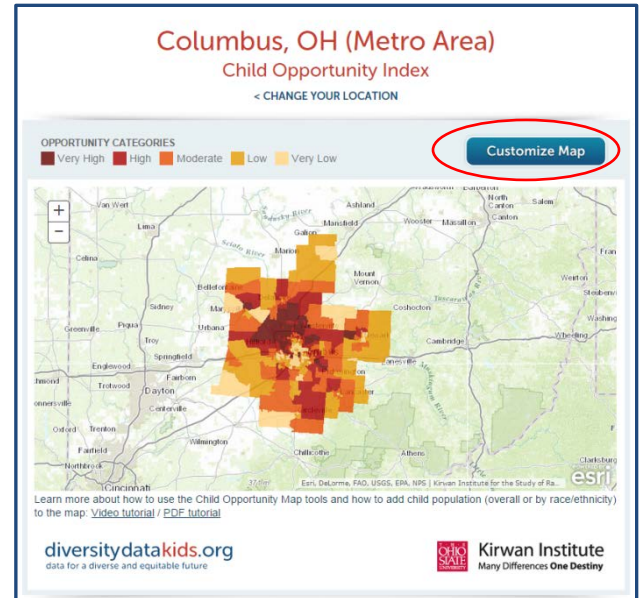 Columbus, OH (Metro Area)
Child Opportunity Index
< CHANGE YOUR LOCATION
OPPORTUNITY CATEGORIES
Very High High Moderate Low Very Low
Customize Map
+
−
Van Wert
Ashland
North Canton
Salem
Lima
Sandusky River
Mansfield
Wooster
Massillon
Canton
Galion
Scioto River
Marion
Celina
Mount Vernon
Weirton
Sidney
Coshocton
Piqua
Urbana
Greenville
Troy
Cambridge
Wheeling
Springfield
Englewood
Fairborn
Trotwood
Dayton
Centerville
Oxford
Trenton
Wilmington
Fairfield
Chillicothe
Athens
Clarksburg
Northbrook
Cincinnati
Esri, DeLorme, FAO, USGS, EPA, NPS | Kirwan Institute for the Study of Ra...
esri
Learn more about how to use the Child Opportunity Map tools and how to add child population (overall or by race/ethnicity)
to the map: Video tutorial / PDF tutorial
diversitydatakids.org
data for a diverse and equitable future
OHIO STATE UNIVERSITY
Kirwan Institute
Many Differences One Destiny